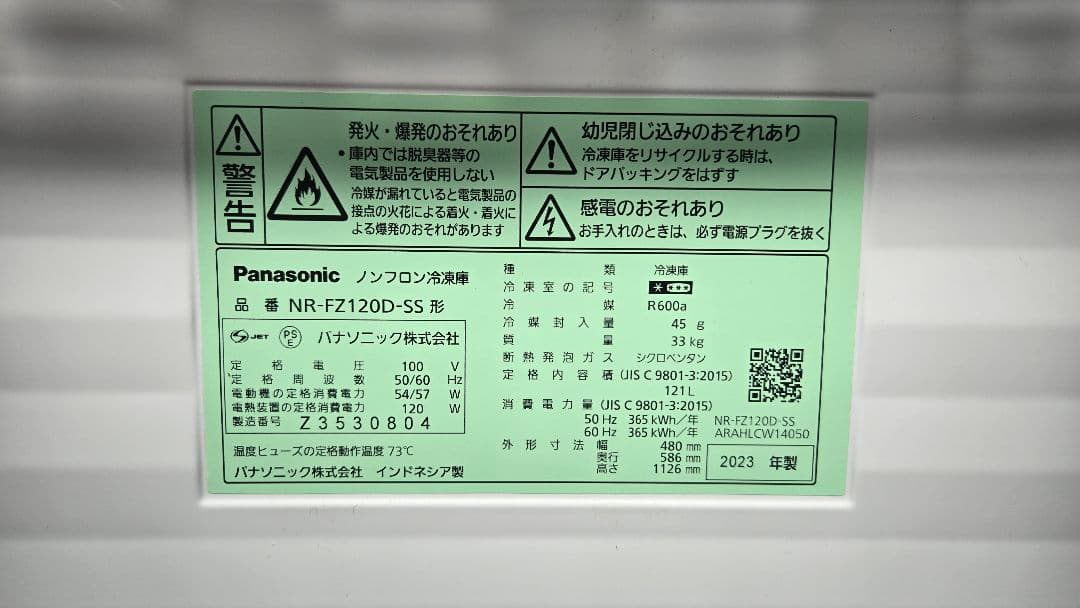 警告
発火・爆発のおそれあり
•庫内では脱臭器等の
電気製品を使用しない
冷媒が漏れていると電気製品の
接点の火花による着火・着火に
よる爆発のおそれがあります
幼児閉じ込みのおそれあり
冷凍庫をリサイクルする時は、
ドアパッキングをはずす
感電のおそれあり
お手入れのときは、必ず電源プラグを抜く
Panasonic ノンフロン冷凍庫
品番 NR-FZ120D-SS 形
JET PS E パナソニック株式会社
定格電圧 100 V
定格周波数 50/60 Hz
電動機の定格消費電力 54/57 W
電熱装置の定格消費電力 120 W
製造番号 Z3530804
温度ヒューズの定格動作温度 73℃
パナソニック株式会社 インドネシア製
種類 冷凍庫
冷凍室の記号 ****
冷媒 R600a
冷媒封入量 45 g
質量 33 kg
断熱発泡ガス シクロペンタン
定格内容積 (JIS C 9801-3:2015)
121 L
消費電力量 (JIS C 9801-3:2015)
50 Hz 365 kWh/年
60 Hz 365 kWh/年
外形寸法 幅 480 mm
奥行 586 mm
高さ 1126 mm
NR-FZ120D-SS
ARAHLCW14050
2023 年製